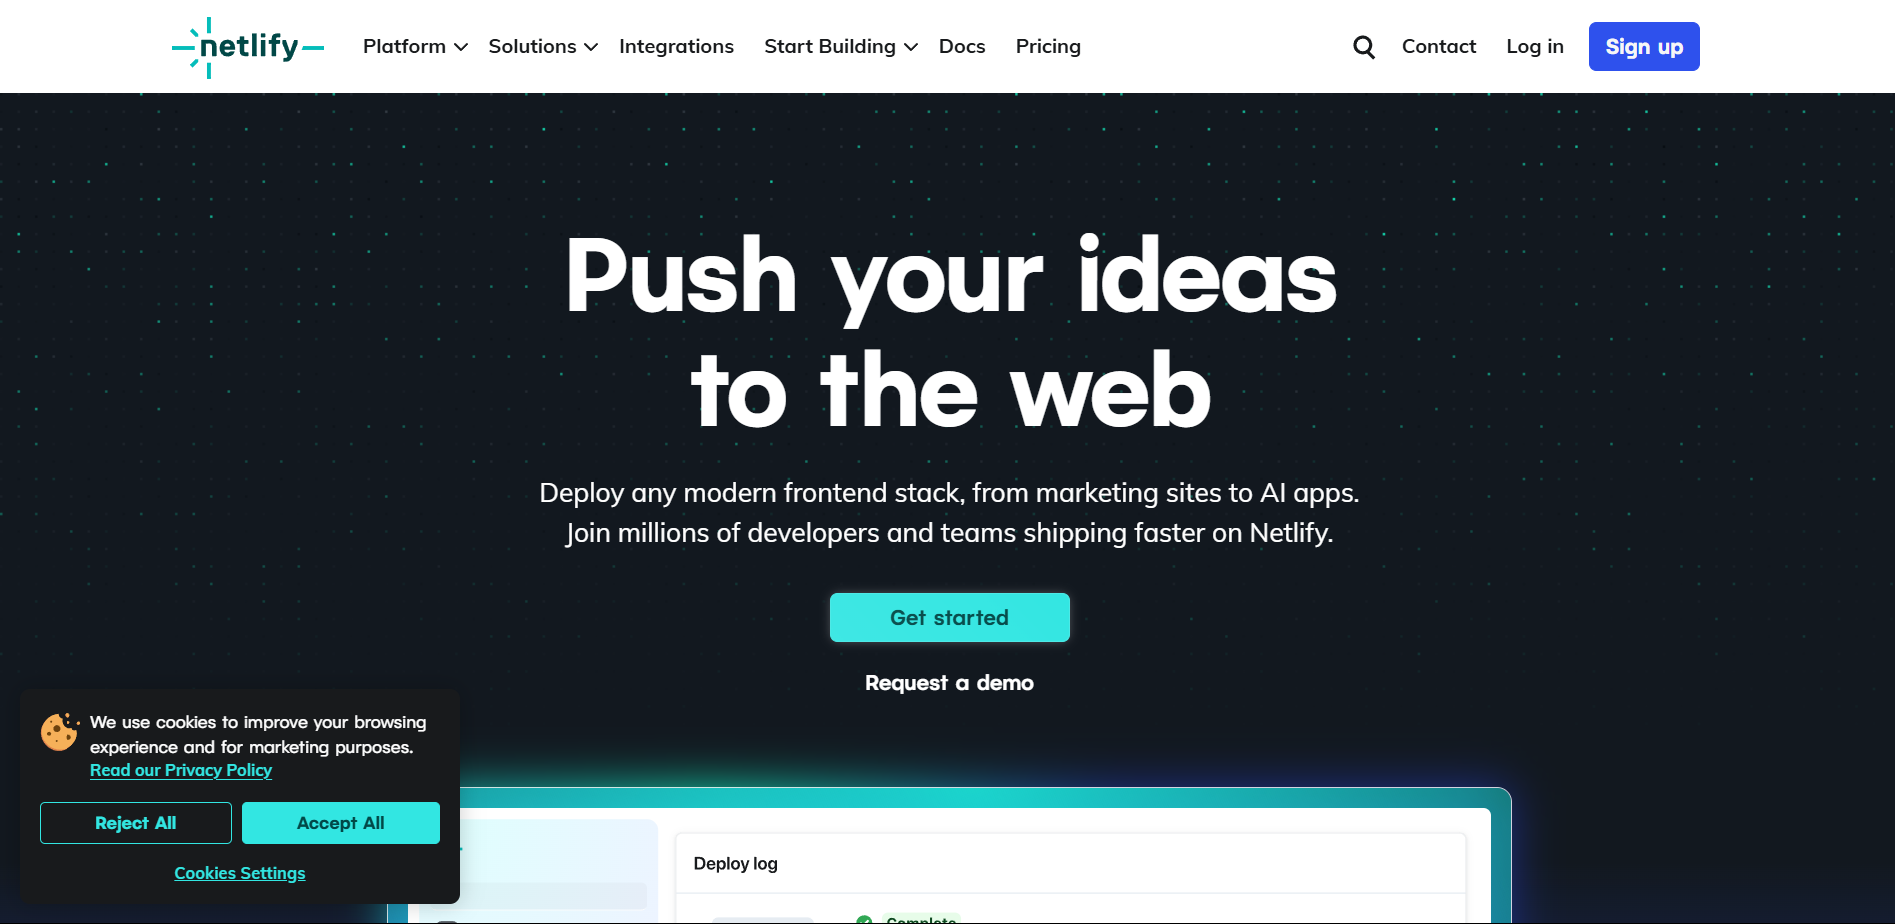 netlify
Platform
Solutions
Integrations
Start Building
Docs
Pricing
Contact
Log in
Sign up
Push your ideas
to the web
Deploy any modern frontend stack, from marketing sites to AI apps.
Join millions of developers and teams shipping faster on Netlify.
Get started
Request a demo
We use cookies to improve your browsing
experience and for marketing purposes.
Read our Privacy Policy
Reject All
Accept All
Cookies Settings
Deploy log
Complete